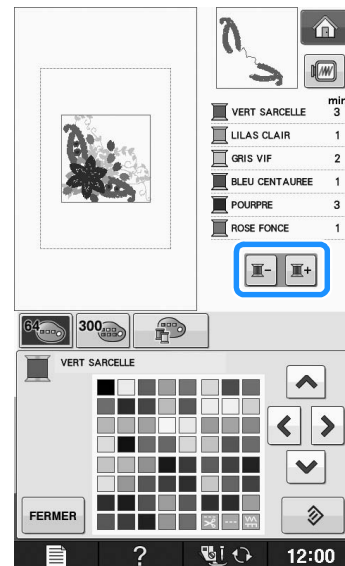 min
VERT SARCELLE 3
LILAS CLAIR 1
GRIS VIF 2
BLEU CENTAUREE 1
POURPRE 3
ROSE FONCE 1
- +
64 300
VERT SARCELLE
FERMER
? 12:00